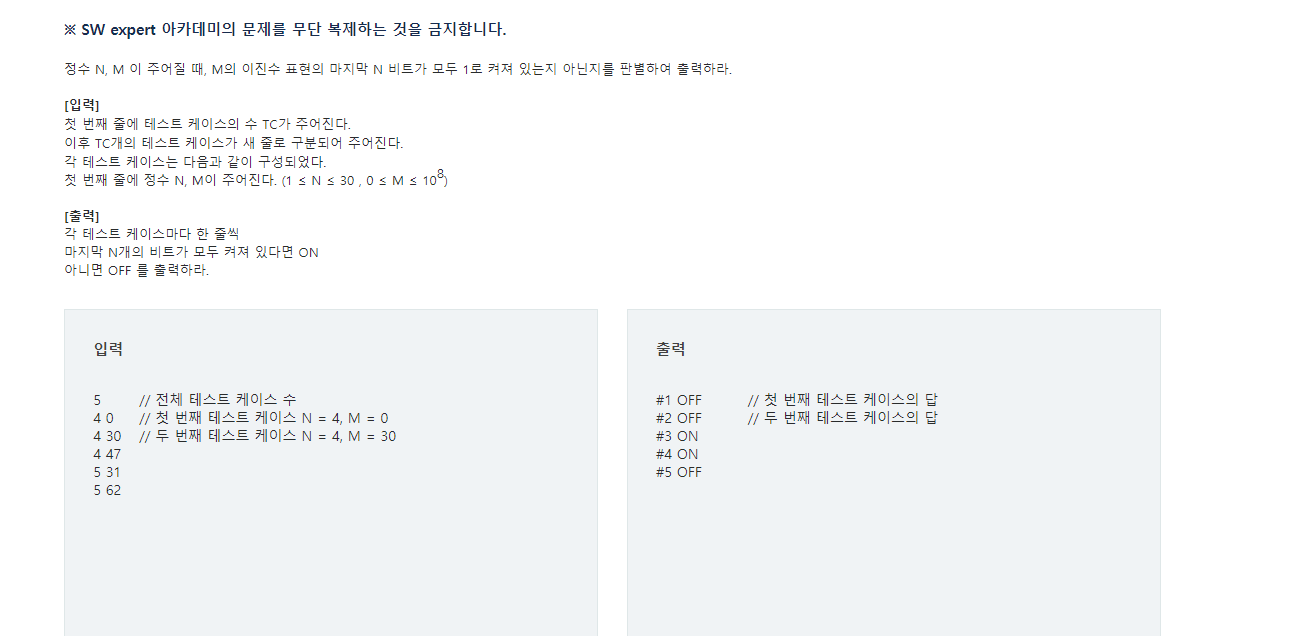 ※ SW expert 아카데미의 문제를 무단 복제하는 것을 금지합니다.
정수 N, M 이 주어질 때, M의 이진수 표현의 마지막 N 비트가 모두 1로 켜져 있는지 아닌지를 판별하여 출력하라.
[입력]
첫 번째 줄에 테스트 케이스의 수 TC가 주어진다.
이후 TC개의 테스트 케이스가 새 줄로 구분되어 주어진다.
각 테스트 케이스는 다음과 같이 구성되었다.
첫 번째 줄에 정수 N, M이 주어진다. (1 ≤ N ≤ 30 , 0 ≤ M ≤ 10⁸)
[출력]
각 테스트 케이스마다 한 줄씩
마지막 N개의 비트가 모두 켜져 있다면 ON
아니면 OFF 를 출력하라.
입력
5 // 전체 테스트 케이스 수
4 0 // 첫 번째 테스트 케이스 N = 4, M = 0
4 30 // 두 번째 테스트 케이스 N = 4, M = 30
4 47
5 31
5 62
출력
#1 OFF // 첫 번째 테스트 케이스의 답
#2 OFF // 두 번째 테스트 케이스의 답
#3 ON
#4 ON
#5 OFF